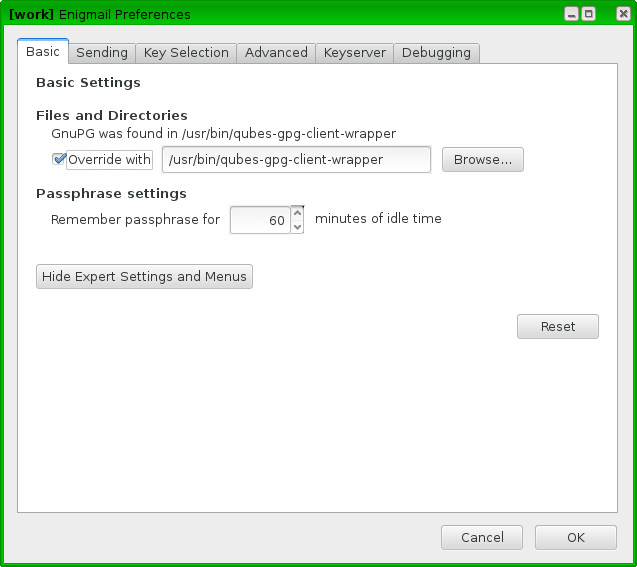 [work] Enigmail Preferences
Basic Sending Key Selection Advanced Keyserver Debugging
Basic Settings
Files and Directories
GnuPG was found in /usr/bin/qubes-gpg-client-wrapper
Override with /usr/bin/qubes-gpg-client-wrapper Browse...
Passphrase settings
Remember passphrase for 60 minutes of idle time
Hide Expert Settings and Menus
Reset
Cancel OK